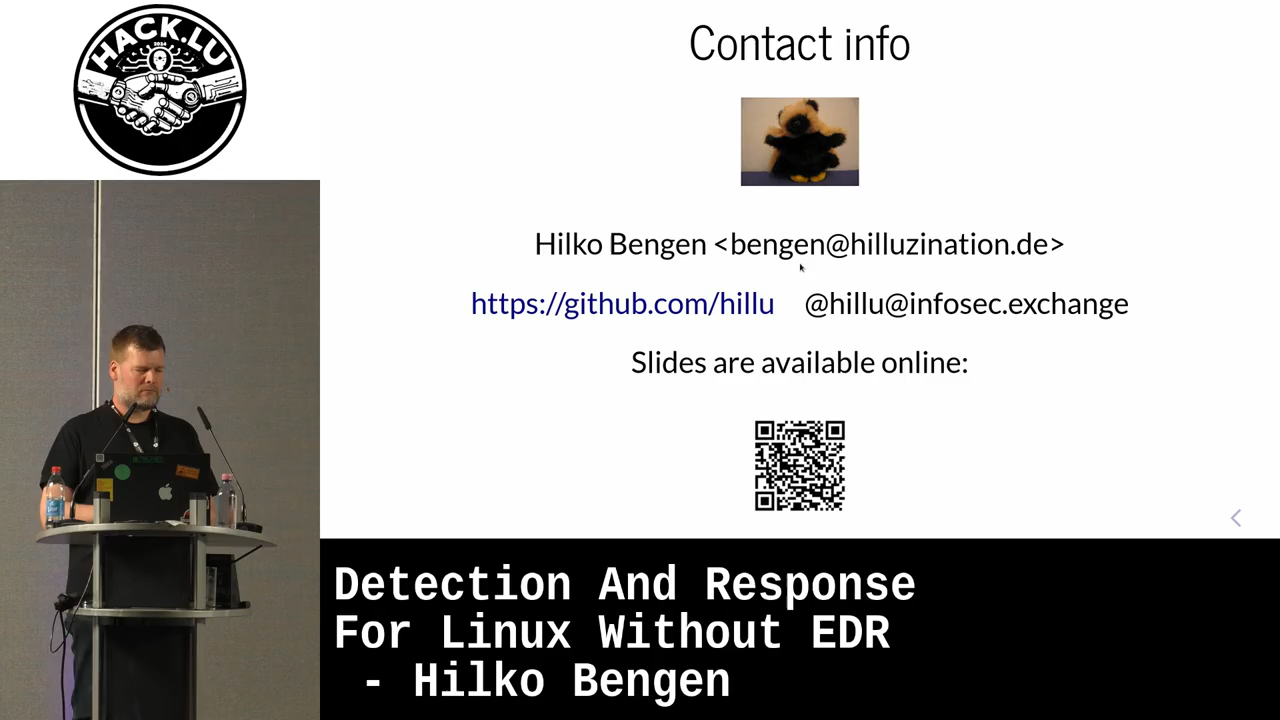 HACK.LU
2024
Contact info
Hilko Bengen <bengen@hilluzination.de>
https://github.com/hillu @hillu@infosec.exchange
Slides are available online:
Detection And Response
For Linux Without EDR
- Hilko Bengen